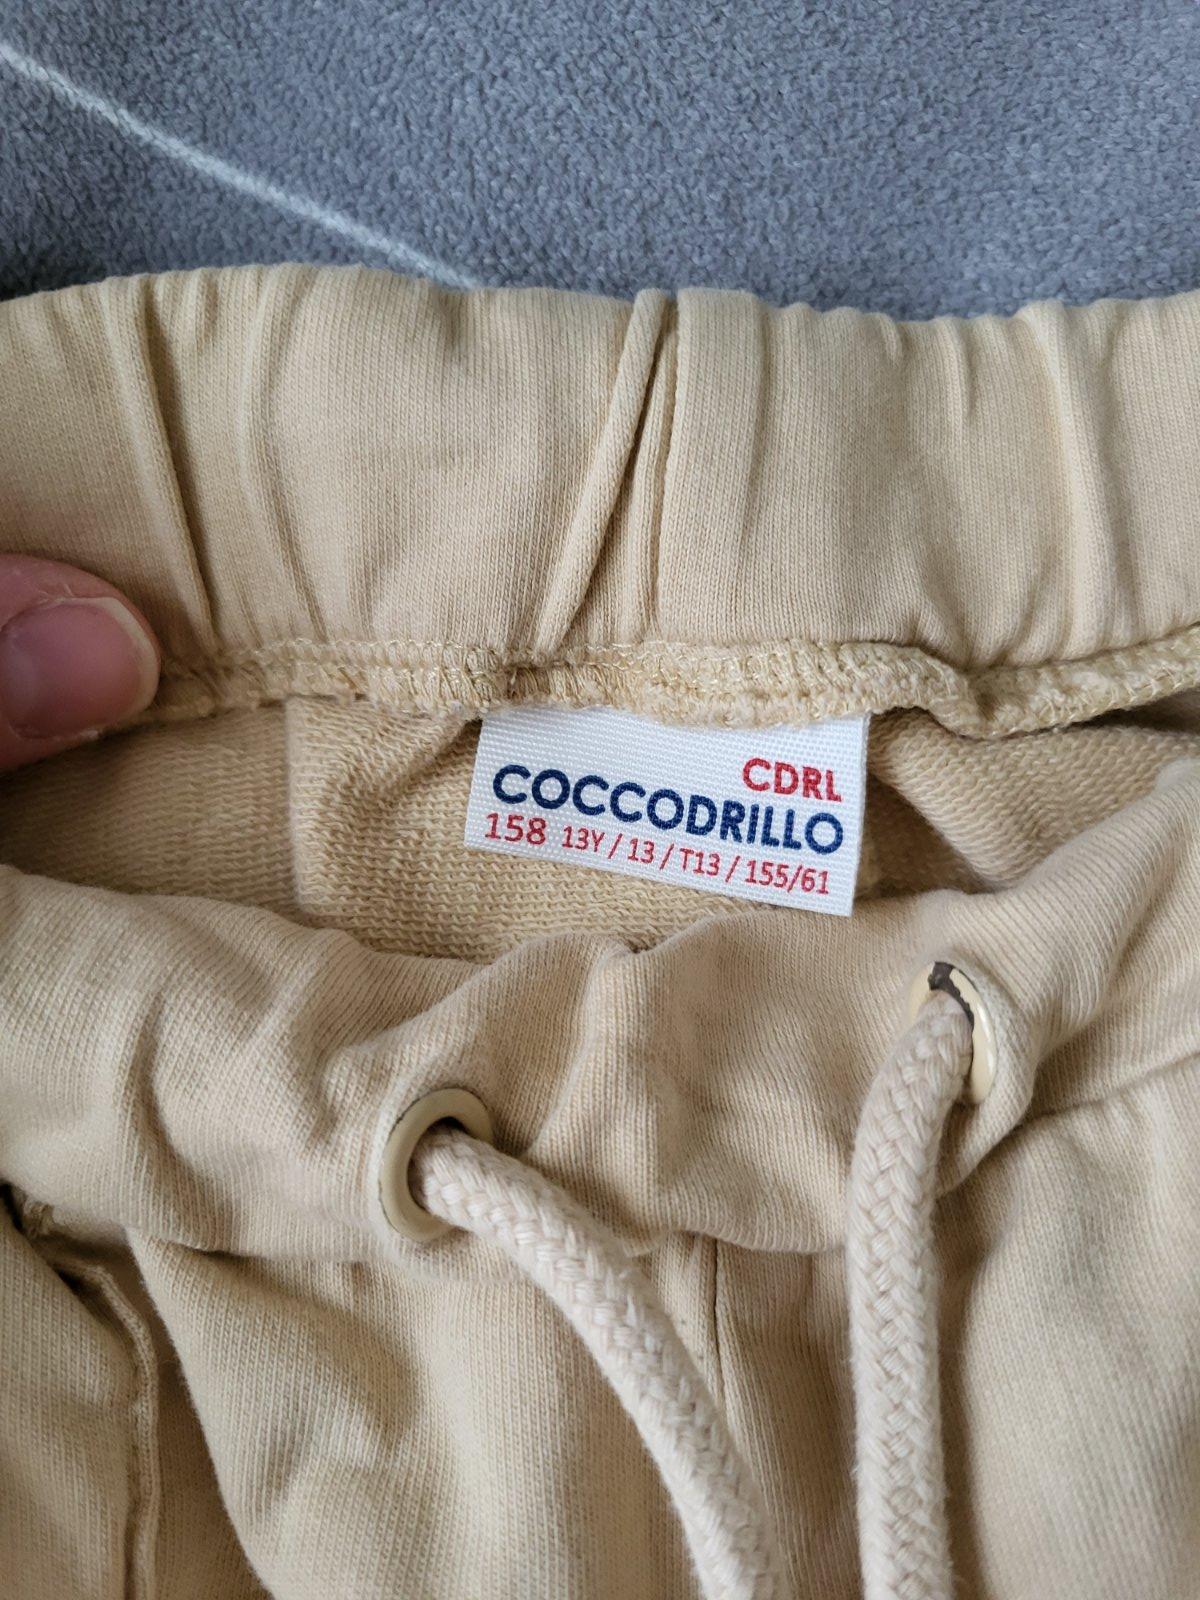 CDRL
COCCODRILLO
158 13Y / 13 / T13 / 155/61